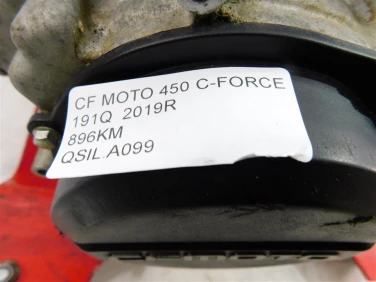 CF MOTO 450 C-FORCE
191Q 2019R
896KM
QSIL.A099